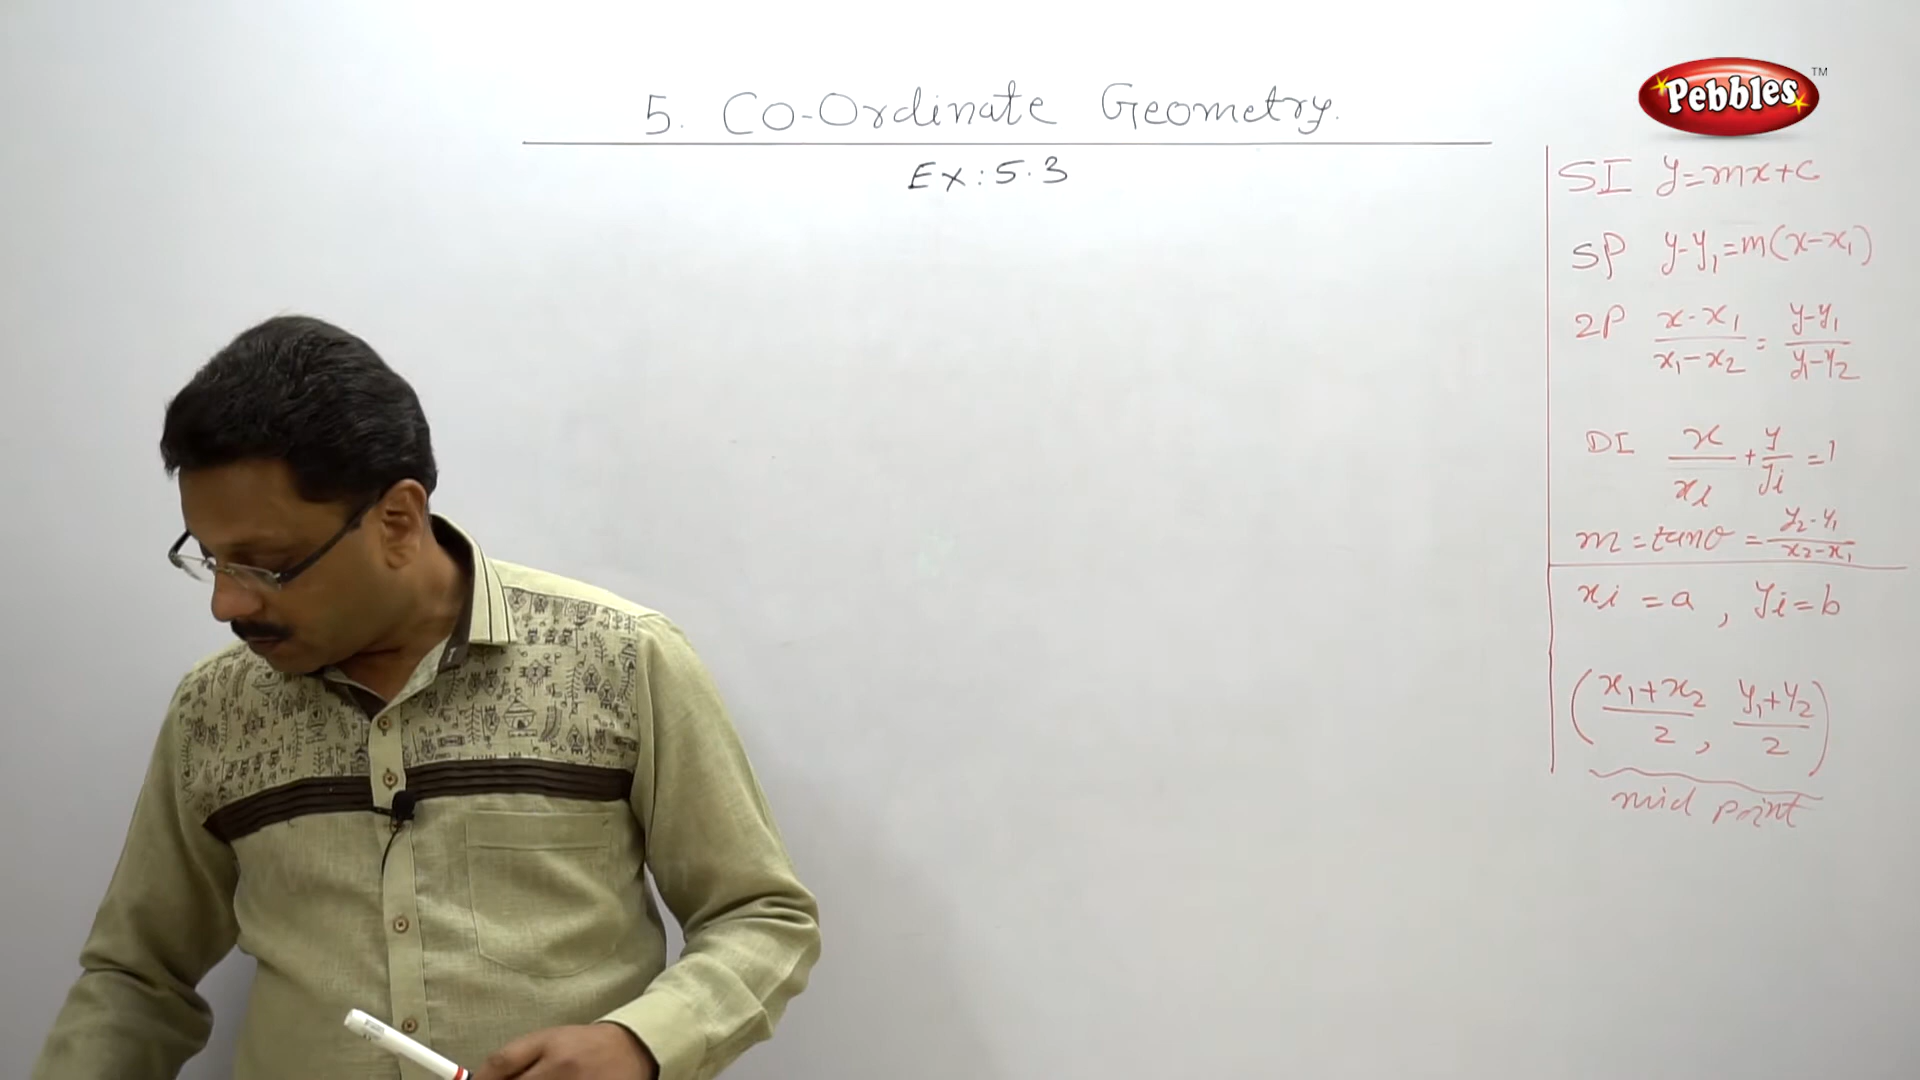 5. Co-Ordinate Geometry.
Ex: 5.3
Pebbles™
SI y=mx+c
SP y-y₁=m(x-x₁)
2P (x-x₁)/(x₁-x₂) = (y-y₁)/(y₁-y₂)
DI x/xi + y/yi = 1
m = tanθ = (y₂-y₁)/(x₂-x₁)
xi = a , yi = b
((x₁+x₂)/2, (y₁+y₂)/2)
mid point